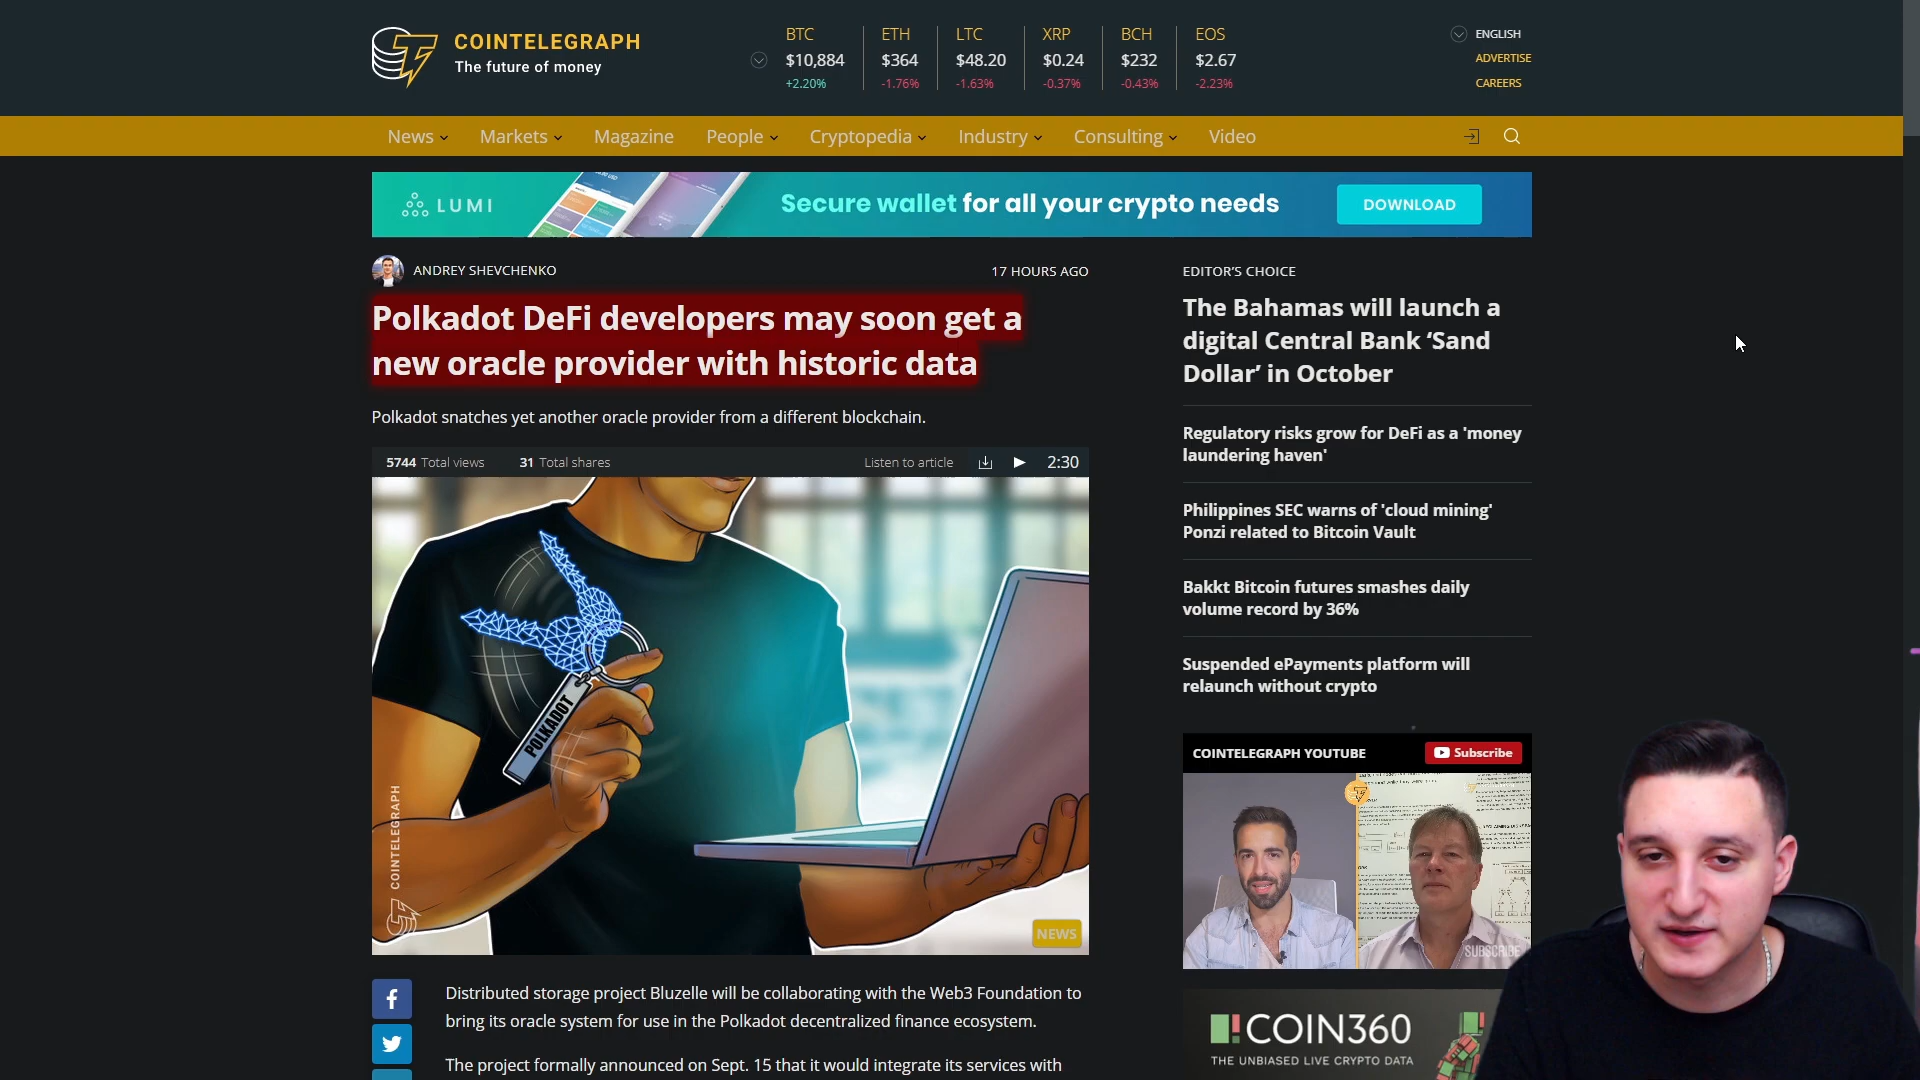 COINTELEGRAPH
The future of money
BTC
$10,884
+2.20%
ETH
$364
-1.76%
LTC
$48.20
-1.63%
XRP
$0.24
-0.37%
BCH
$232
-0.43%
EOS
$2.67
-2.23%
ENGLISH
ADVERTISE
CAREERS
News Markets Magazine People Cryptopedia Industry Consulting Video
LUMI Secure wallet for all your crypto needs DOWNLOAD
ANDREY SHEVCHENKO 17 HOURS AGO
Polkadot DeFi developers may soon get a
new oracle provider with historic data
Polkadot snatches yet another oracle provider from a different blockchain.
5744 Total views 31 Total shares Listen to article 2:30
POLKADOT
COINTELEGRAPH
NEWS
Distributed storage project Bluzelle will be collaborating with the Web3 Foundation to
bring its oracle system for use in the Polkadot decentralized finance ecosystem.
The project formally announced on Sept. 15 that it would integrate its services with
EDITOR'S CHOICE
The Bahamas will launch a
digital Central Bank ‘Sand
Dollar’ in October
Regulatory risks grow for DeFi as a 'money
laundering haven'
Philippines SEC warns of 'cloud mining'
Ponzi related to Bitcoin Vault
Bakkt Bitcoin futures smashes daily
volume record by 36%
Suspended ePayments platform will
relaunch without crypto
COINTELEGRAPH YOUTUBE Subscribe
SUBSCRIBE
COIN360
THE UNBIASED LIVE CRYPTO DATA